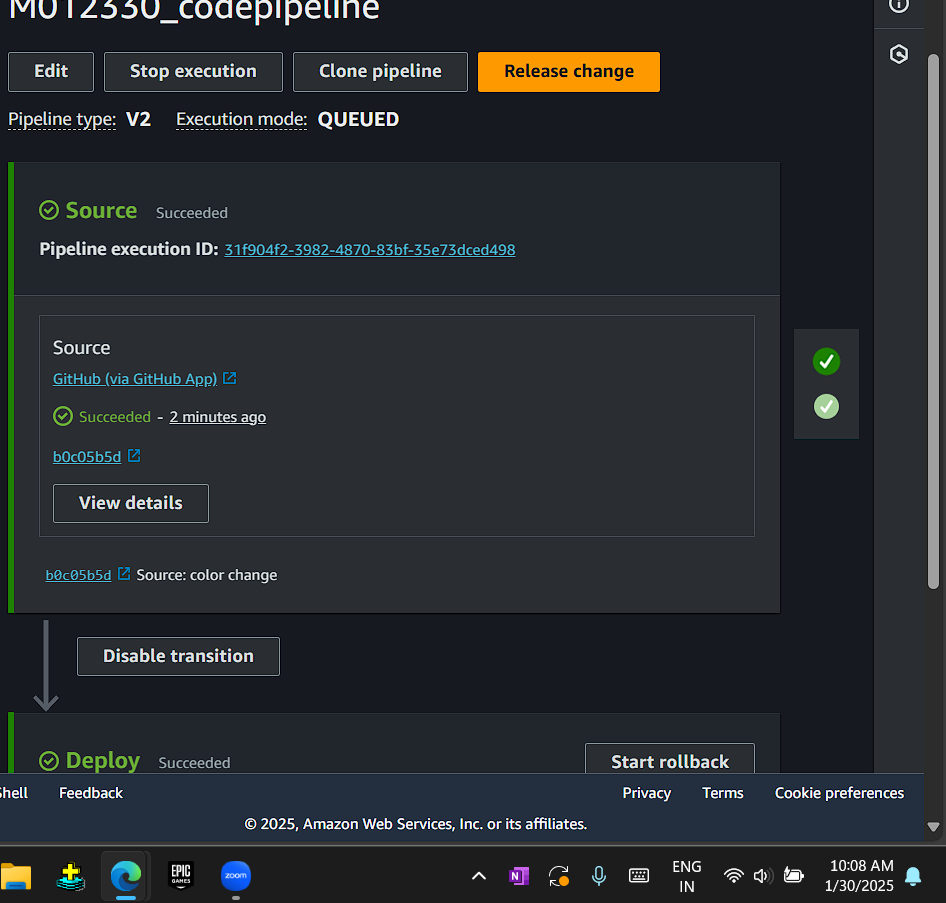 M012330_codepipeline
Edit Stop execution Clone pipeline Release change
Pipeline type: V2 Execution mode: QUEUED
Source Succeeded
Pipeline execution ID: 31f904f2-3982-4870-83bf-35e73dced498
Source
GitHub (via GitHub App)
Succeeded - 2 minutes ago
b0c05b5d
View details
b0c05b5d Source: color change
Disable transition
Deploy Succeeded
Start rollback
Shell Feedback Privacy Terms Cookie preferences
© 2025, Amazon Web Services, Inc. or its affiliates.
EPIC GAMES
zoom
N
ENG
IN
10:08 AM
1/30/2025